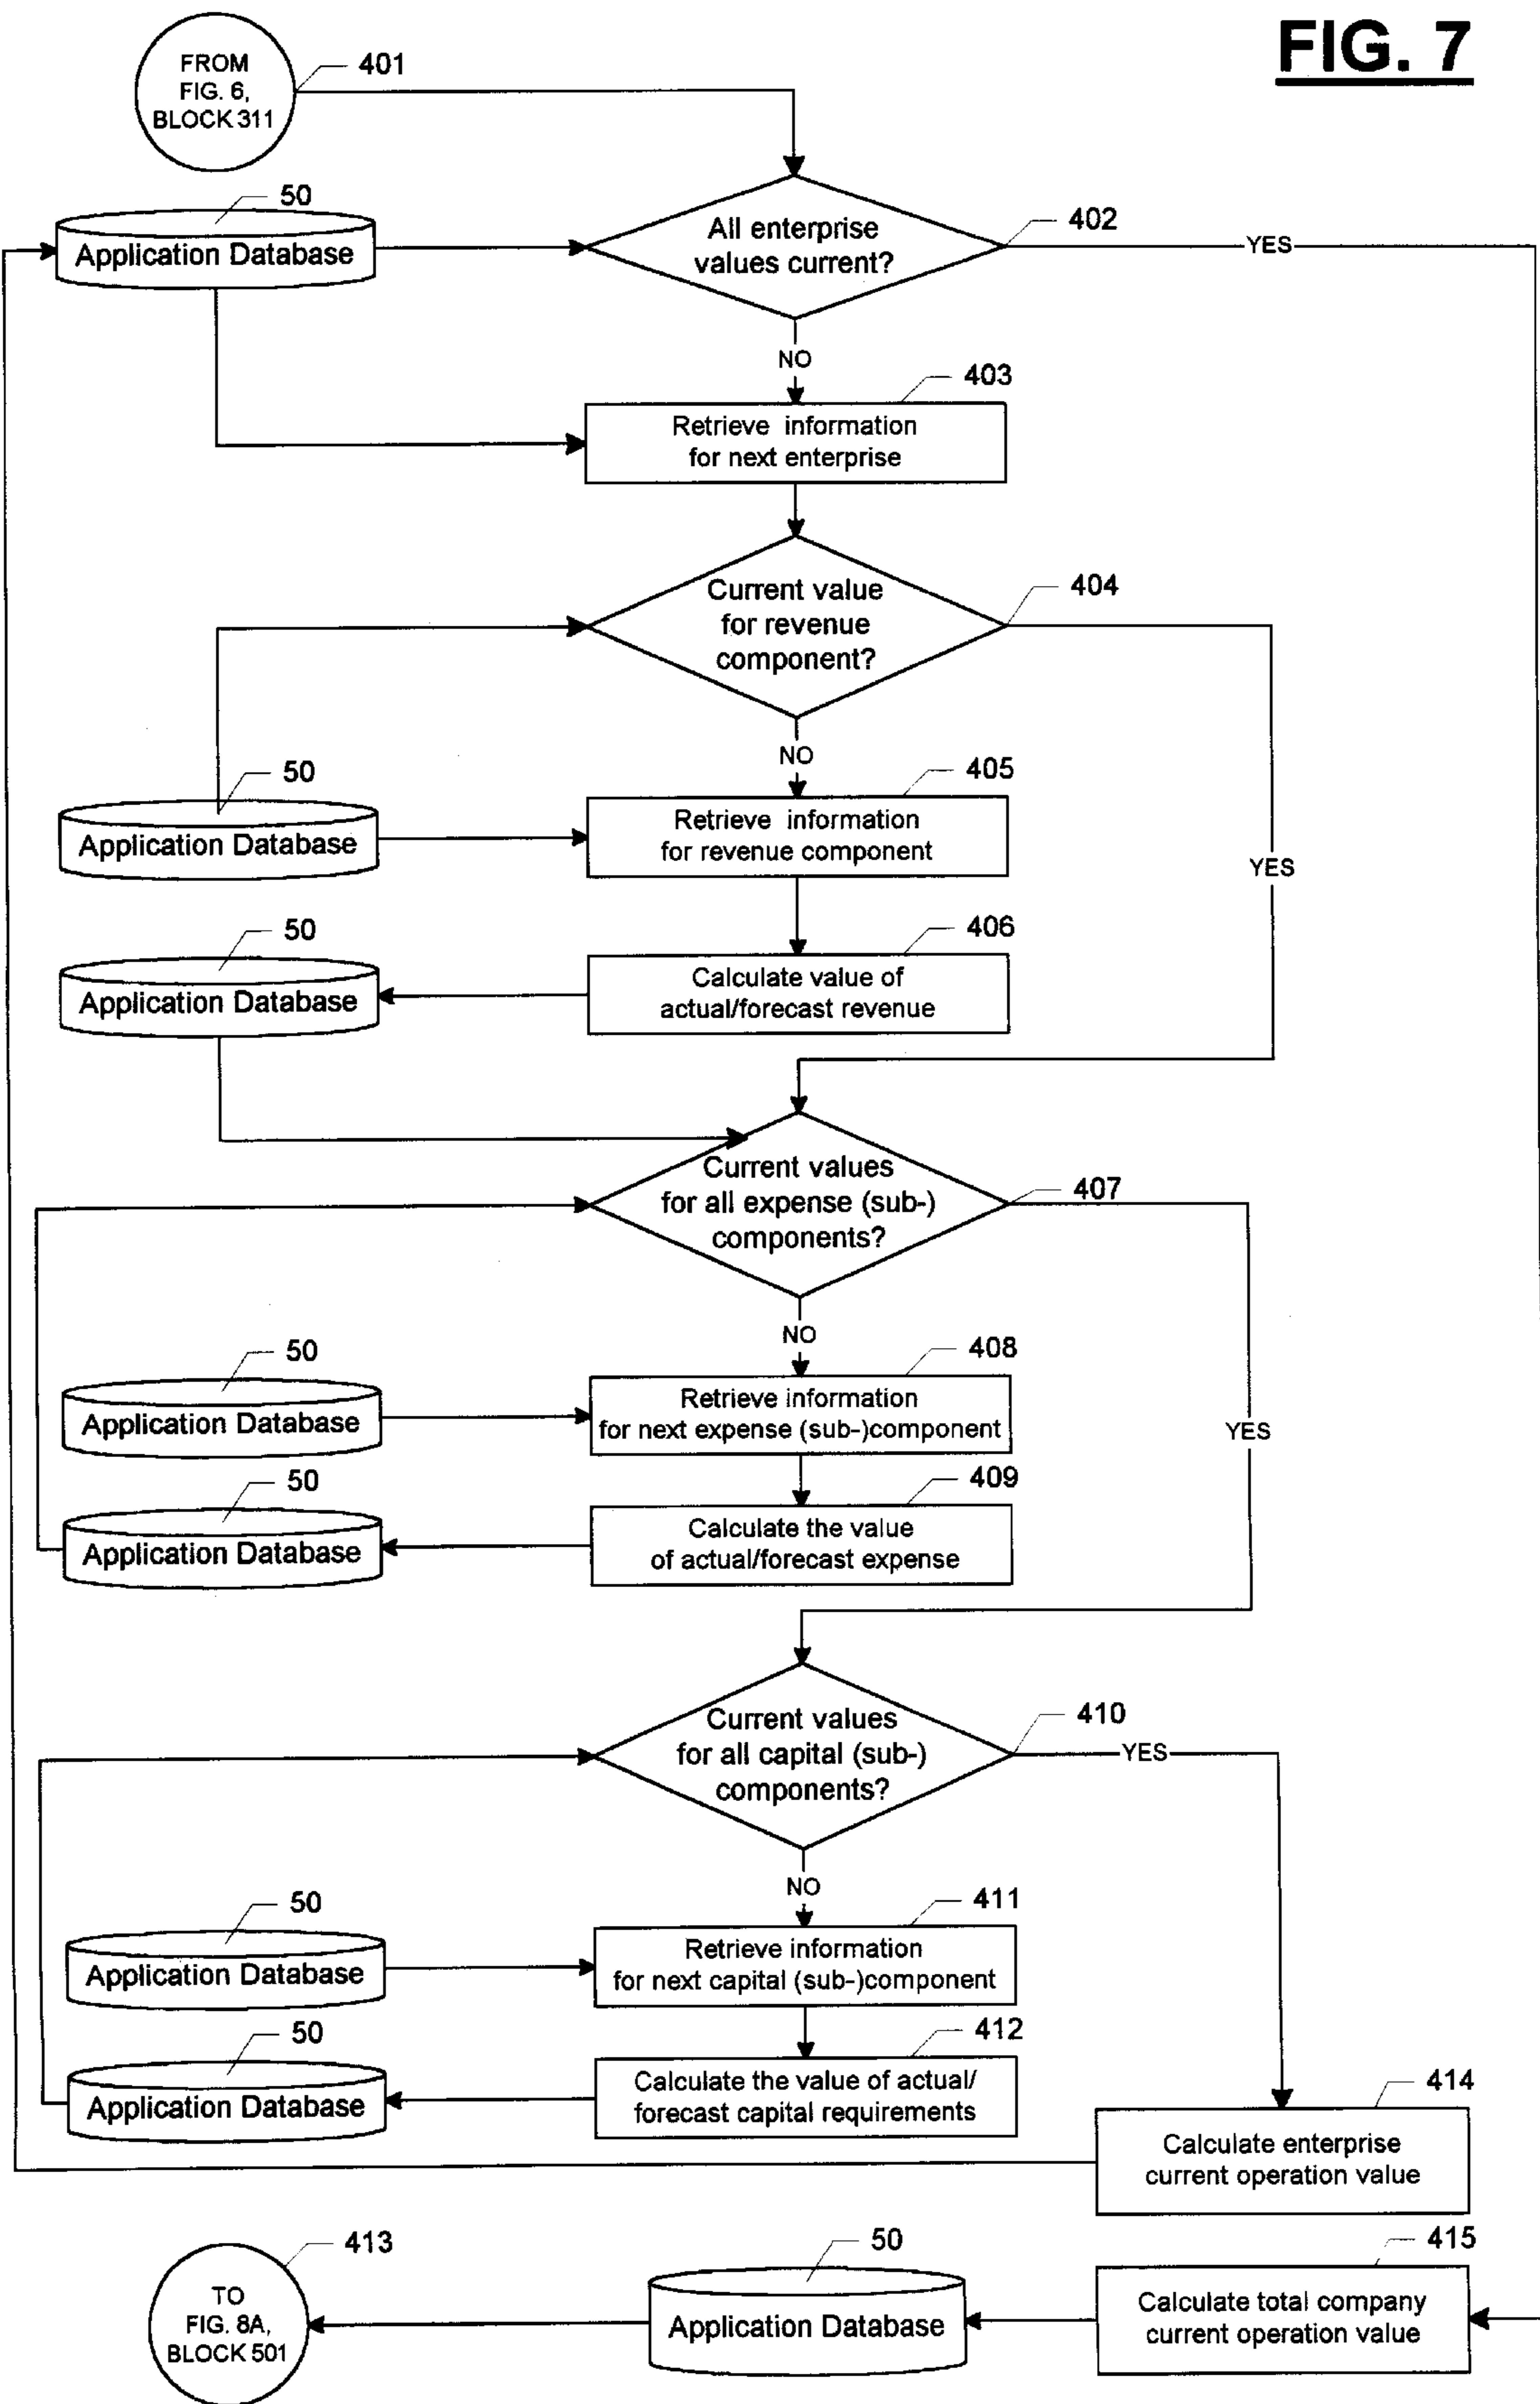 FIG. 7
FROM
FIG. 6,
BLOCK 311
401
50
Application Database
All enterprise
values current?
402
YES
NO
403
Retrieve information
for next enterprise
Current value
for revenue
component?
404
NO
YES
50
Application Database
405
Retrieve information
for revenue component
50
Application Database
406
Calculate value of
actual/forecast revenue
Current values
for all expense (sub-)
components?
407
NO
YES
50
Application Database
408
Retrieve information
for next expense (sub-)component
50
Application Database
409
Calculate the value
of actual/forecast expense
Current values
for all capital (sub-)
components?
410
YES
NO
50
Application Database
411
Retrieve information
for next capital (sub-)component
50
Application Database
412
Calculate the value of actual/
forecast capital requirements
414
Calculate enterprise
current operation value
413
TO
FIG. 8A,
BLOCK 501
50
Application Database
415
Calculate total company
current operation value